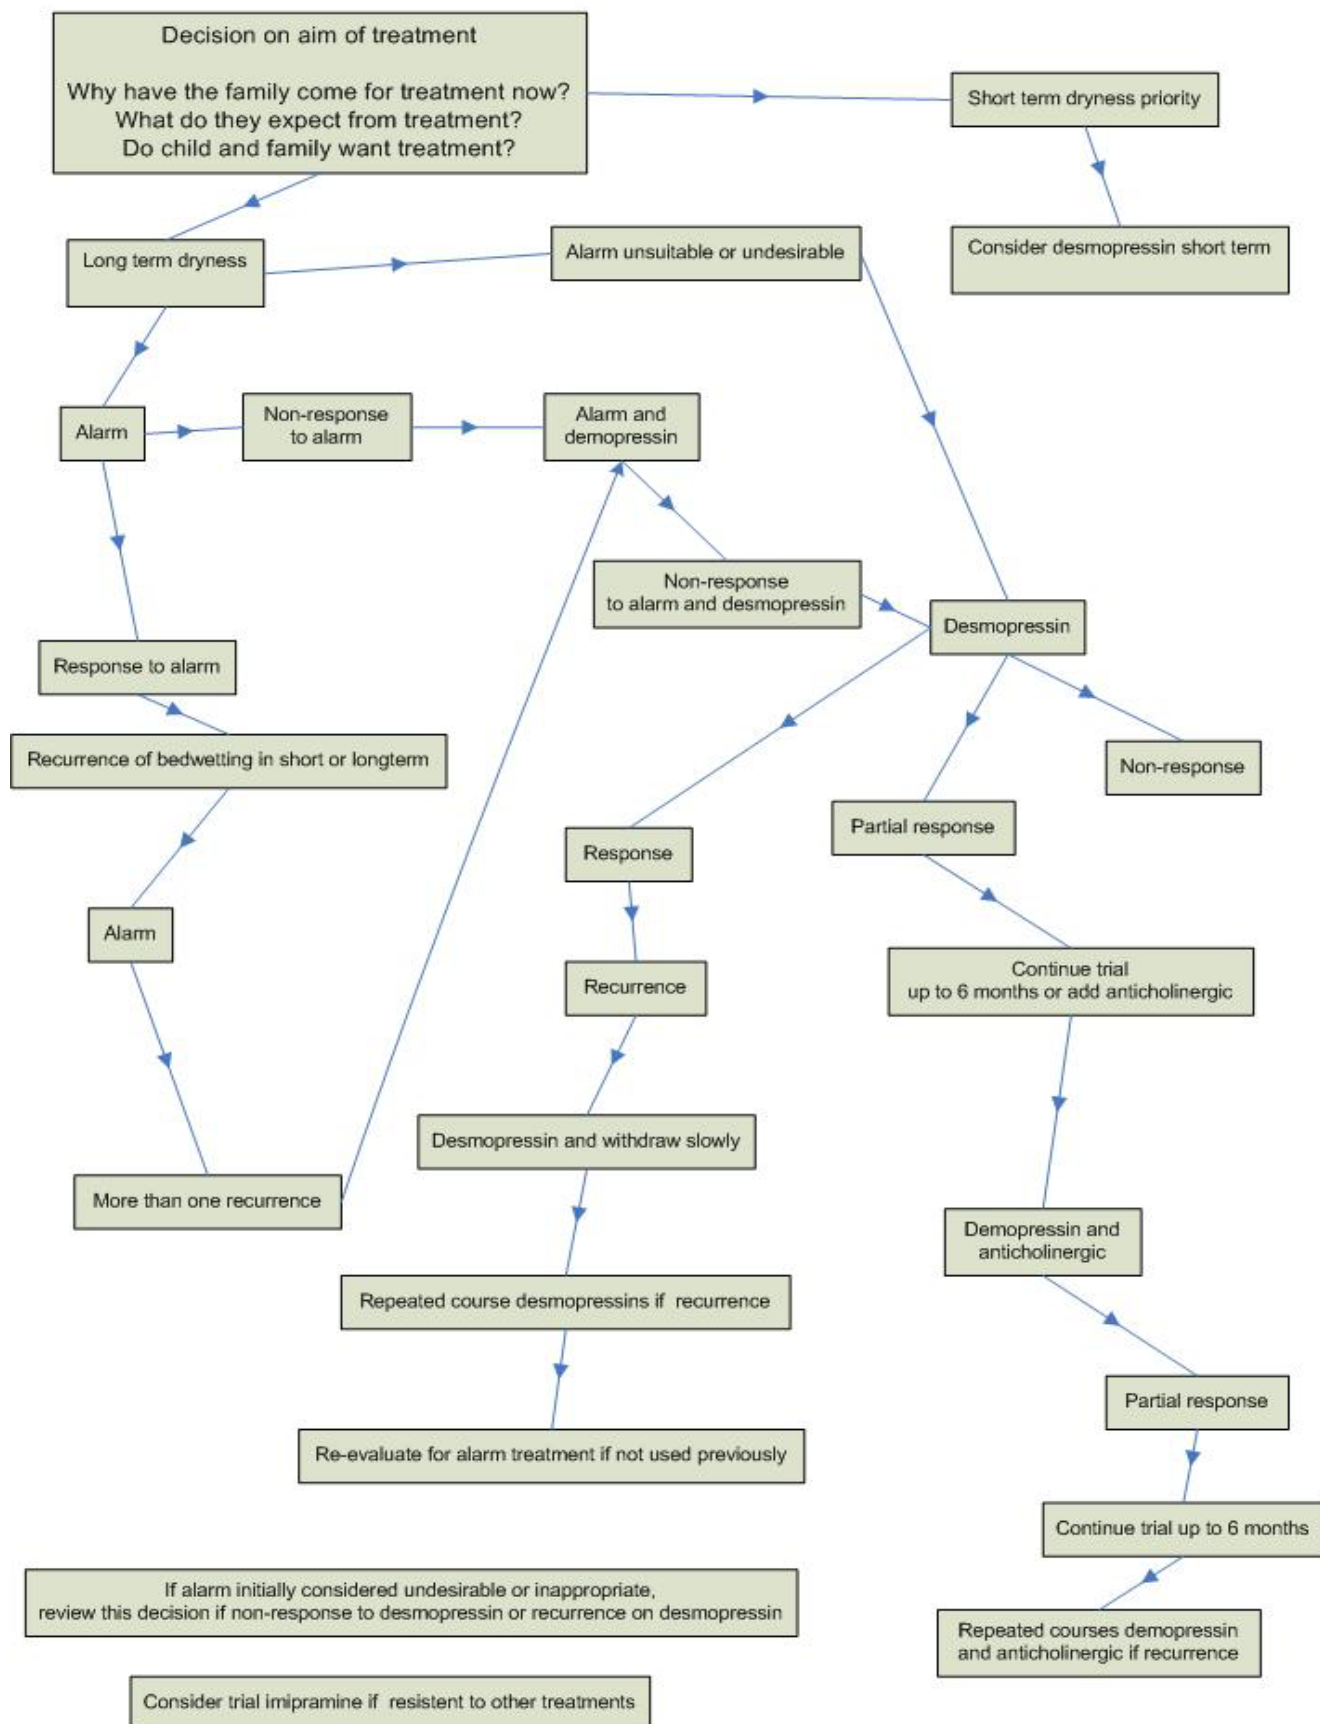 Decision on aim of treatment
Why have the family come for treatment now?
What do they expect from treatment?
Do child and family want treatment?
Short term dryness priority
Long term dryness
Alarm unsuitable or undesirable
Consider desmopressin short term
Alarm
Non-response
to alarm
Alarm and
demopressin
Non-response
to alarm and desmopressin
Desmopressin
Response to alarm
Recurrence of bedwetting in short or longterm
Non-response
Partial response
Response
Alarm
Recurrence
Continue trial
up to 6 months or add anticholinergic
Desmopressin and withdraw slowly
More than one recurrence
Demopressin and
anticholinergic
Repeated course desmopressins if recurrence
Partial response
Re-evaluate for alarm treatment if not used previously
Continue trial up to 6 months
If alarm initially considered undesirable or inappropriate,
review this decision if non-response to desmopressin or recurrence on desmopressin
Repeated courses demopressin
and anticholinergic if recurrence
Consider trial imipramine if resistent to other treatments